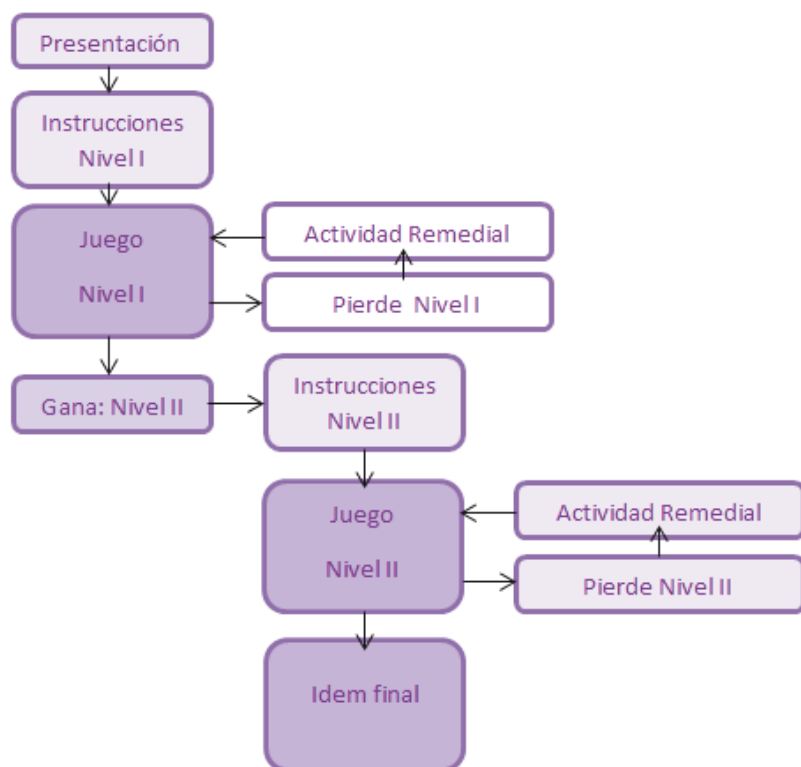 Presentación
Instrucciones
Nivel I
Juego
Nivel I
Actividad Remedial
Pierde Nivel I
Gana: Nivel II
Instrucciones
Nivel II
Juego
Nivel II
Actividad Remedial
Pierde Nivel II
Idem final